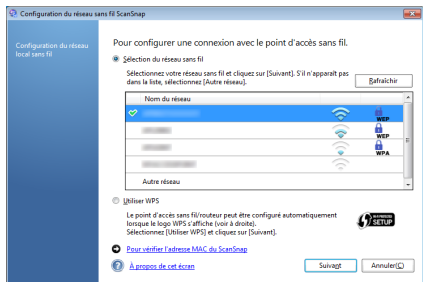 Configuration du réseau sans fil ScanSnap
Configuration du réseau
local sans fil
Pour configurer une connexion avec le point d'accès sans fil.
Sélection du réseau sans fil
Sélectionnez votre réseau sans fil et cliquez sur [Suivant]. S'il n'apparaît pas
dans la liste, sélectionnez [Autre réseau].
Rafraîchir
Nom du réseau
WEP
WEP
WPA
Autre réseau
Utiliser WPS
Le point d'accès sans fil/router peut être configuré automatiquement
lorsque le logo WPS s'affiche (voir à droite).
Sélectionnez [Utiliser WPS] et cliquez sur [Suivant].
SETUP
Pour vérifier l'adresse MAC du ScanSnap
À propos de cet écran
Suivant
Annuler(C)